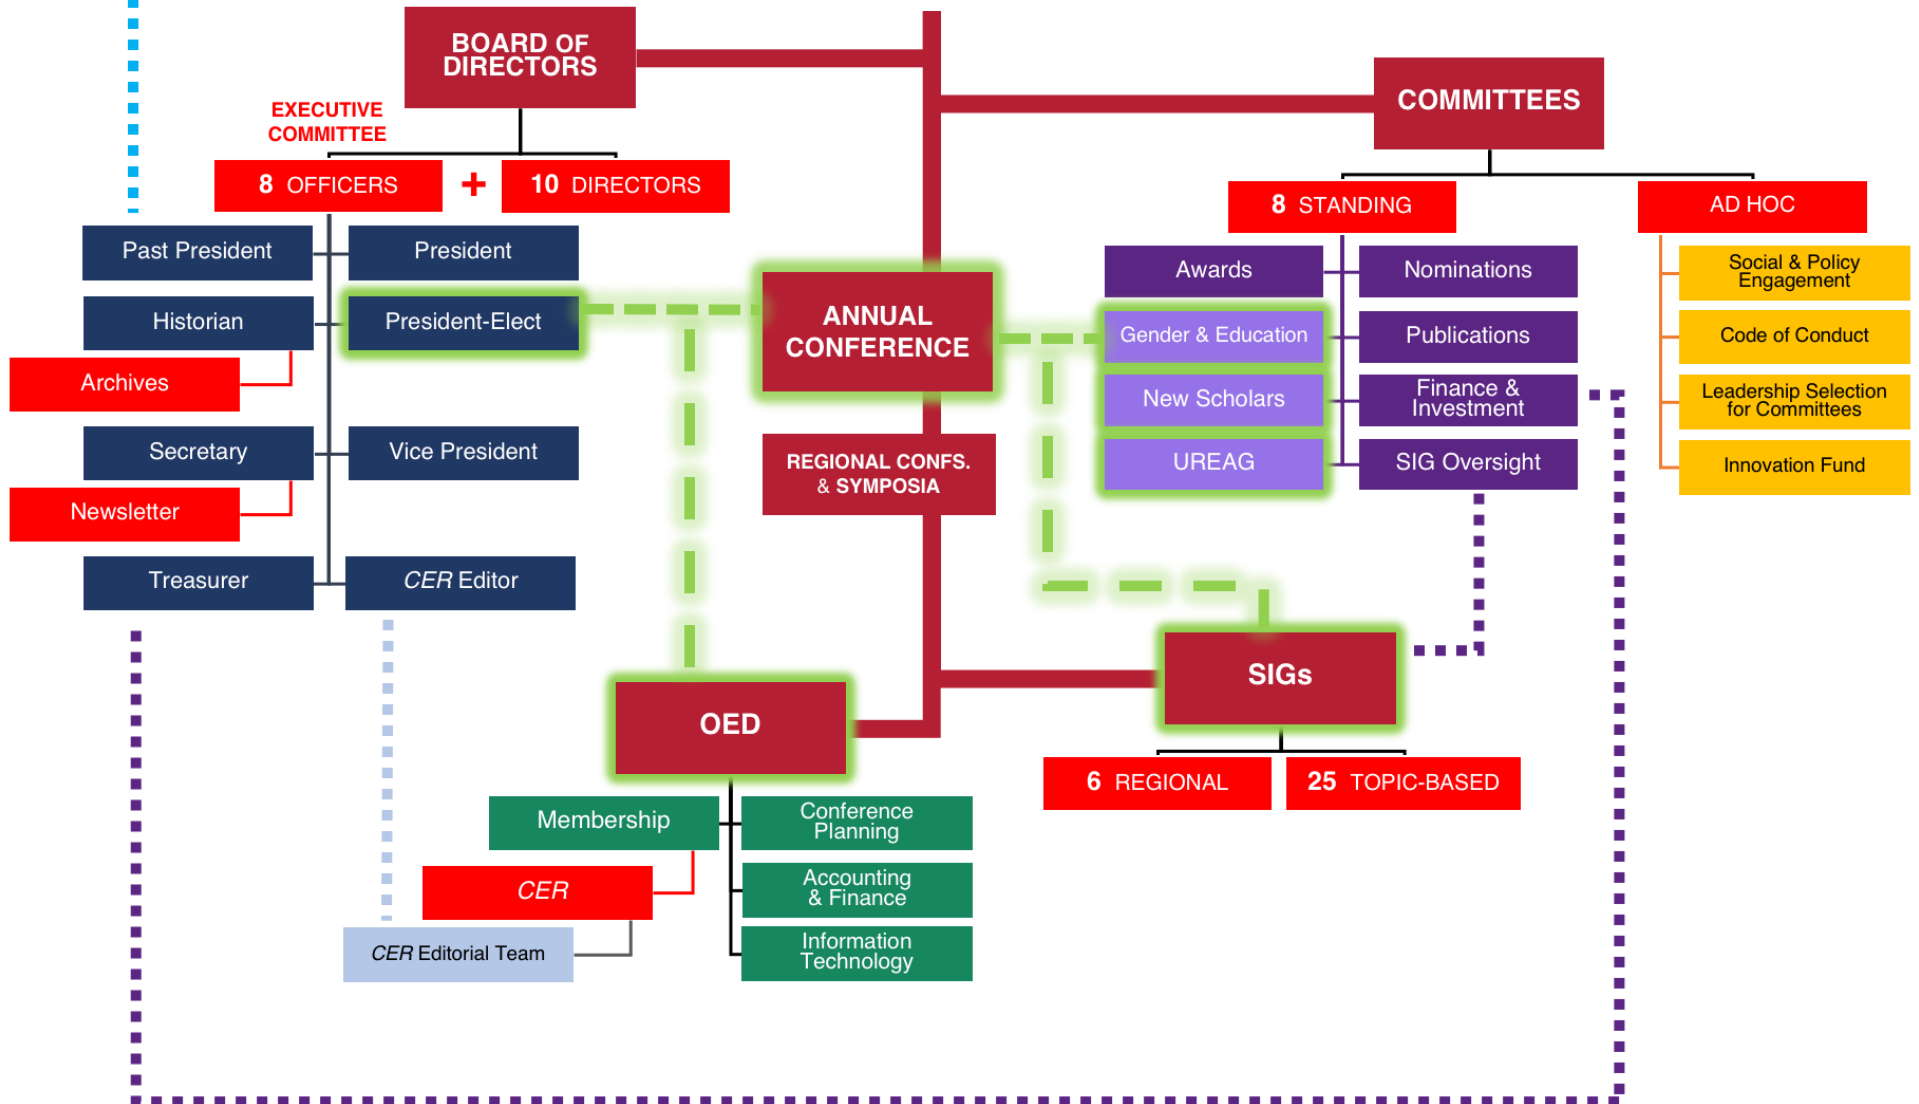 BOARD OF
DIRECTORS
EXECUTIVE
COMMITTEE
8 OFFICERS
+
10 DIRECTORS
Past President
President
Historian
President-Elect
Archives
Secretary
Vice President
Newsletter
Treasurer
CER Editor
ANNUAL
CONFERENCE
REGIONAL CONFS.
& SYMPOSIA
COMMITTEES
8 STANDING
AD HOC
Awards
Nominations
Gender & Education
Publications
New Scholars
Finance &
Investment
UREAG
SIG Oversight
Social & Policy
Engagement
Code of Conduct
Leadership Selection
for Committees
Innovation Fund
SIGs
6 REGIONAL
25 TOPIC-BASED
OED
Membership
Conference
Planning
CER
Accounting
& Finance
CER Editorial Team
Information
Technology